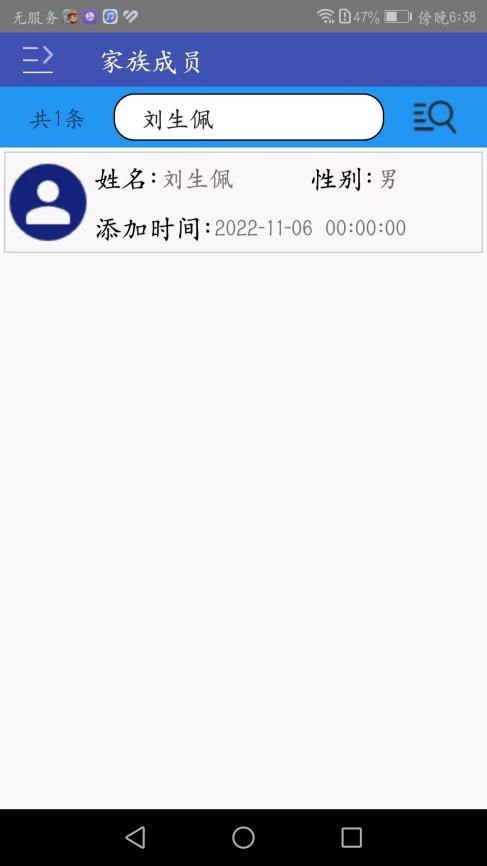 无服务 47% 傍晚6:38
家族成员
共1条 刘生佩
姓名:刘生佩 性别:男
添加时间:2022-11-06 00:00:00